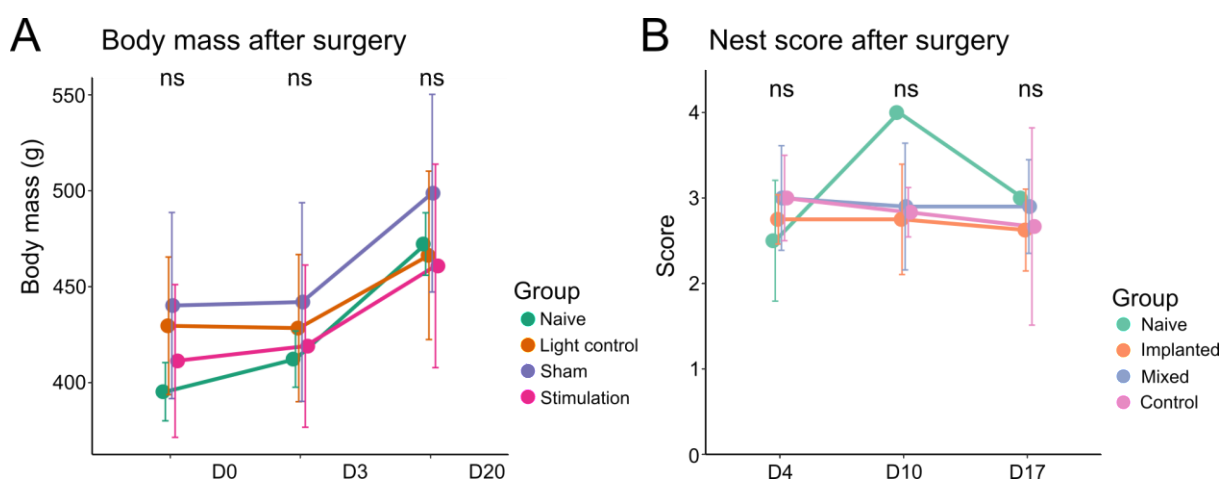 A Body mass after surgery
ns ns ns
550
500
450
400
Body mass (g)
D0 D3 D20
Group
Naive
Light control
Sham
Stimulation
B Nest score after surgery
ns ns ns
4
3
2
1
0
Score
D4 D10 D17
Group
Naive
Implanted
Mixed
Control